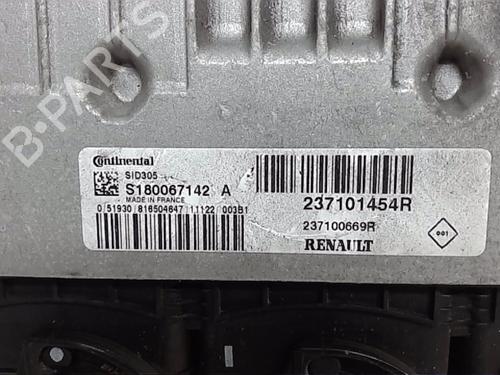 B-PARTS
Continental
SID305
S180067142 A
MADE IN FRANCE
0 51930 816504647 11122 003B1
237101454R
237100669R
RENAULT
001